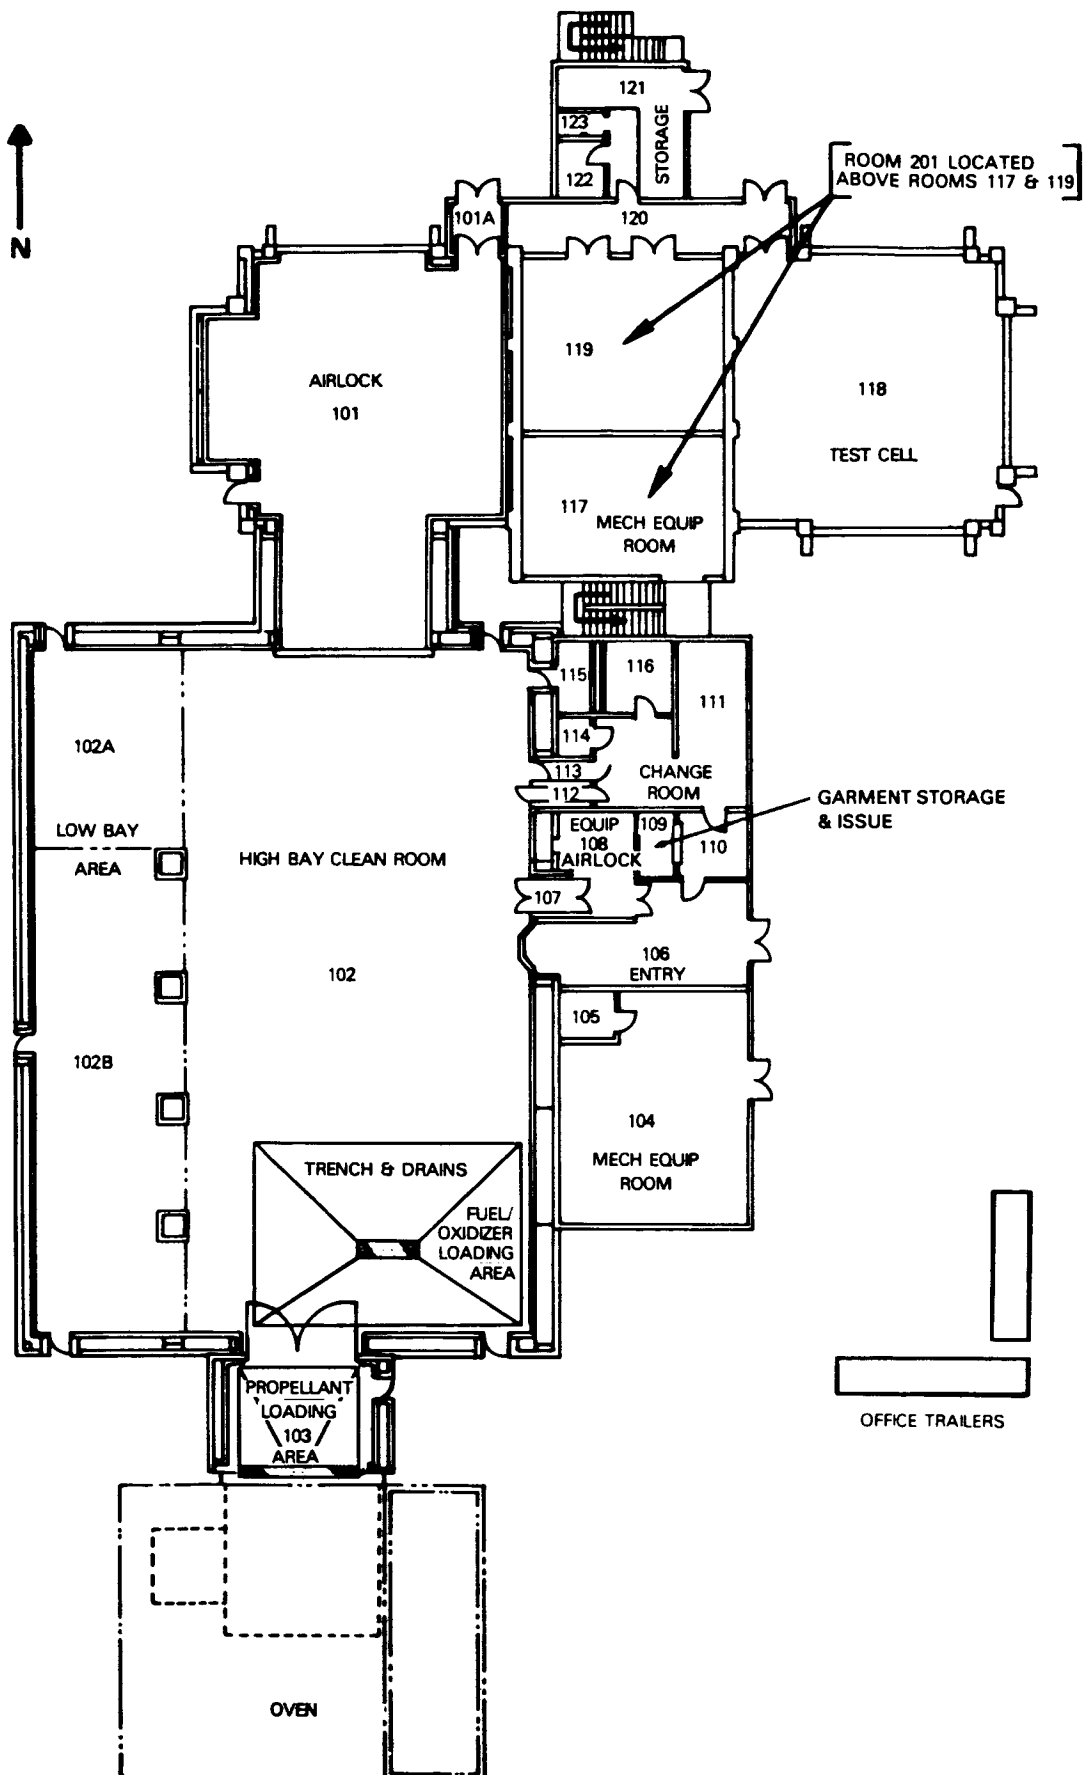 121
123
STORAGE
122
ROOM 201 LOCATED
ABOVE ROOMS 117 & 119
N
101A
120
119
AIRLOCK
101
118
TEST CELL
117
MECH EQUIP
ROOM
115
116
111
102A
114
113
CHANGE
ROOM
112
GARMENT STORAGE
& ISSUE
LOW BAY
AREA
HIGH BAY CLEAN ROOM
EQUIP
108
AIRLOCK
109
110
107
102
106
ENTRY
105
102B
104
MECH EQUIP
ROOM
TRENCH & DRAINS
FUEL/
OXIDIZER
LOADING
AREA
PROPELLANT
LOADING
103
AREA
OFFICE TRAILERS
OVEN